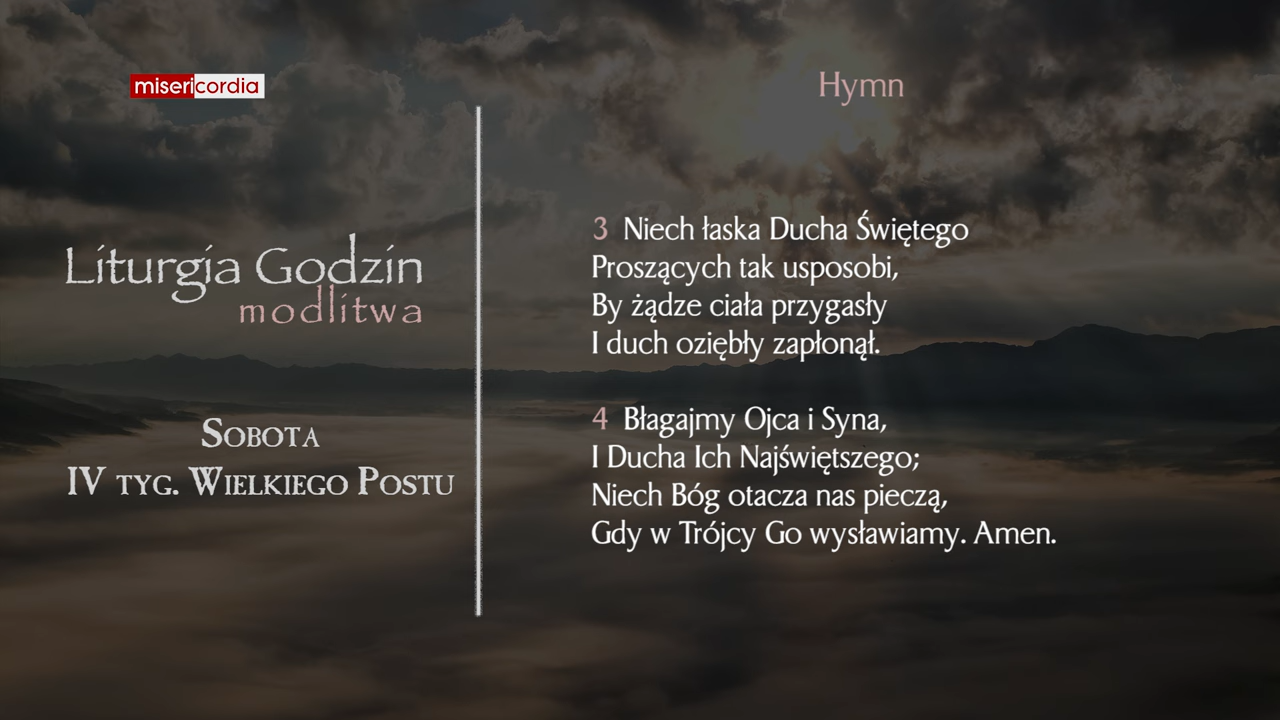 misericordia
Liturgia Godzin
modlitwa
Sobota
IV tyg. Wielkiego Postu
Hymn
3 Niech łaska Ducha Świętego
Proszących tak usposobi,
By żądze ciała przygasły
I duch oziębły zapłonął.
4 Błagajmy Ojca i Syna,
I Ducha Ich Najświętszego;
Niech Bóg otacza nas pieczą,
Gdy w Trójcy Go wysławiamy. Amen.